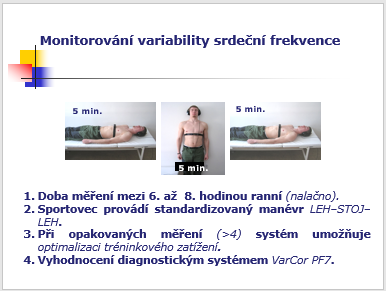 Monitorování variability srdeční frekvence
5 min.
5 min.
5 min.
1. Doba měření mezi 6. až 8. hodinou ranní (nalačno).
2. Sportovec provádí standardizovaný manévr LEH–STOJ–
LEH.
3. Při opakovaných měření (>4) systém umožňuje
optimalizaci tréninkového zatížení.
4. Vyhodnocení diagnostickým systémem VarCor PF7.